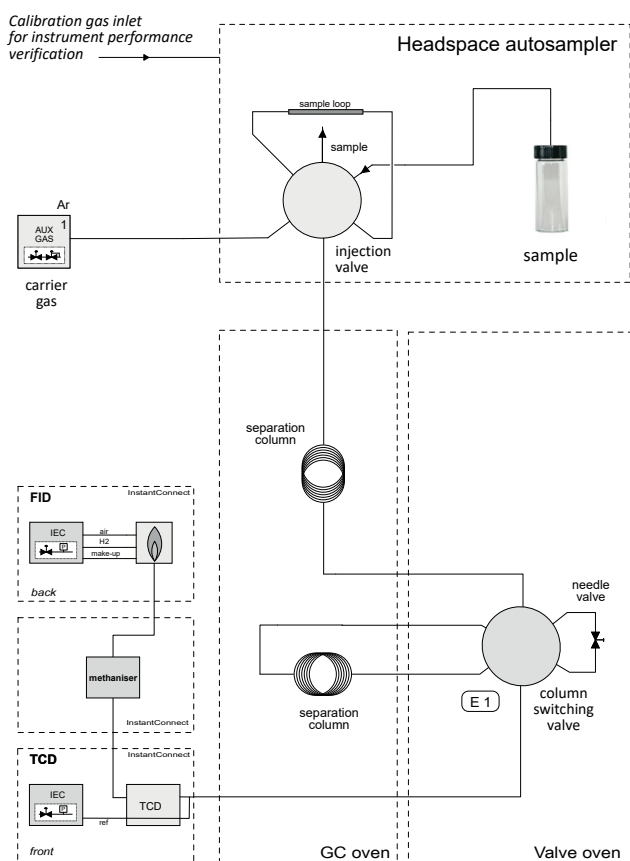 Calibration gas inlet
for instrument performance
verification
Headspace autosampler
sample loop
sample
Ar
1
AUX
GAS
carrier
gas
injection
valve
sample
separation
column
FID
InstantConnect
IEC
P
air
H2
make-up
back
needle
valve
methaniser
InstantConnect
separation
column
E 1
column
switching
valve
TCD
InstantConnect
IEC
P
TCD
ref
front
GC oven
Valve oven